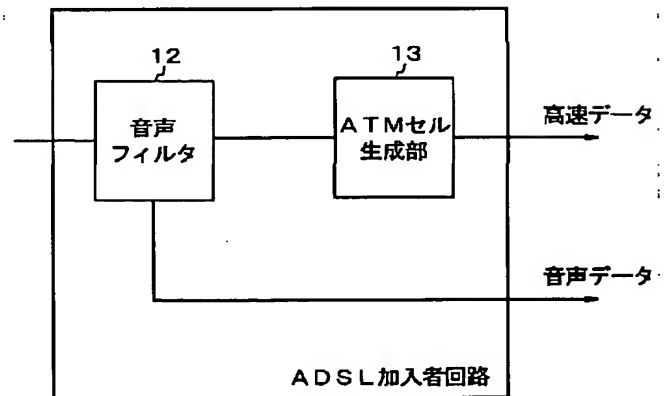 12
13
音声
フィルタ
ATMセル
生成部
高速データ
音声データ
ADSL加入者回路